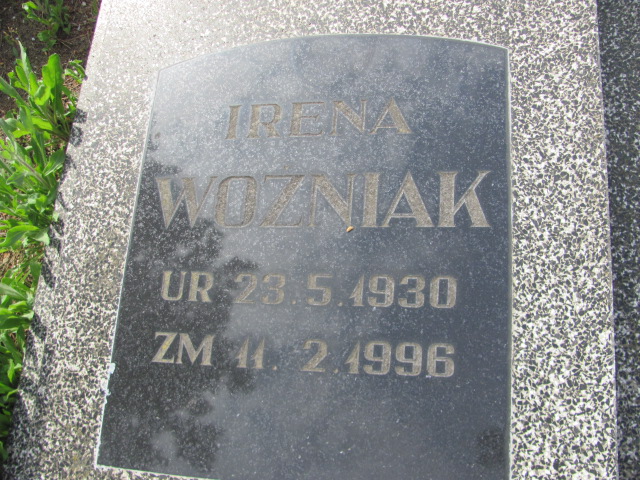 IRENA
WOZNIAK
UR 23.5.1930
ZM 11.2.1996